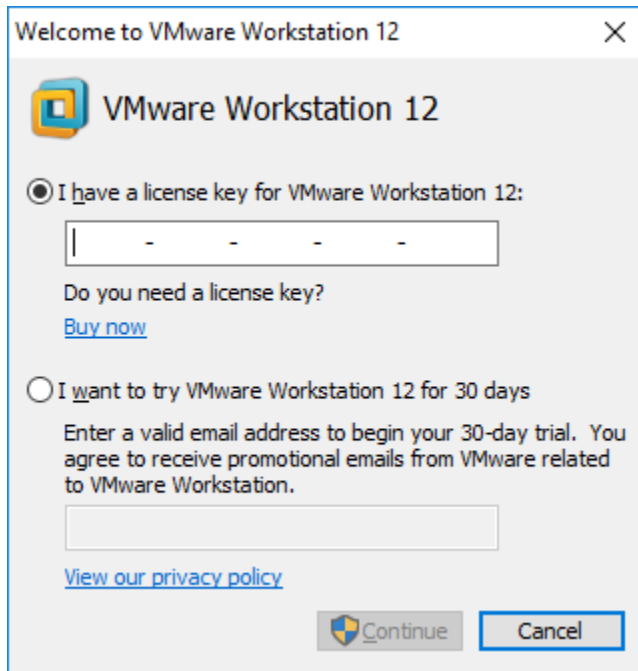 Welcome to VMware Workstation 12
VMware Workstation 12
I have a license key for VMware Workstation 12:
- - - -
Do you need a license key?
Buy now
I want to try VMware Workstation 12 for 30 days
Enter a valid email address to begin your 30-day trial. You
agree to receive promotional emails from VMware related
to VMware Workstation.
View our privacy policy
Continue Cancel